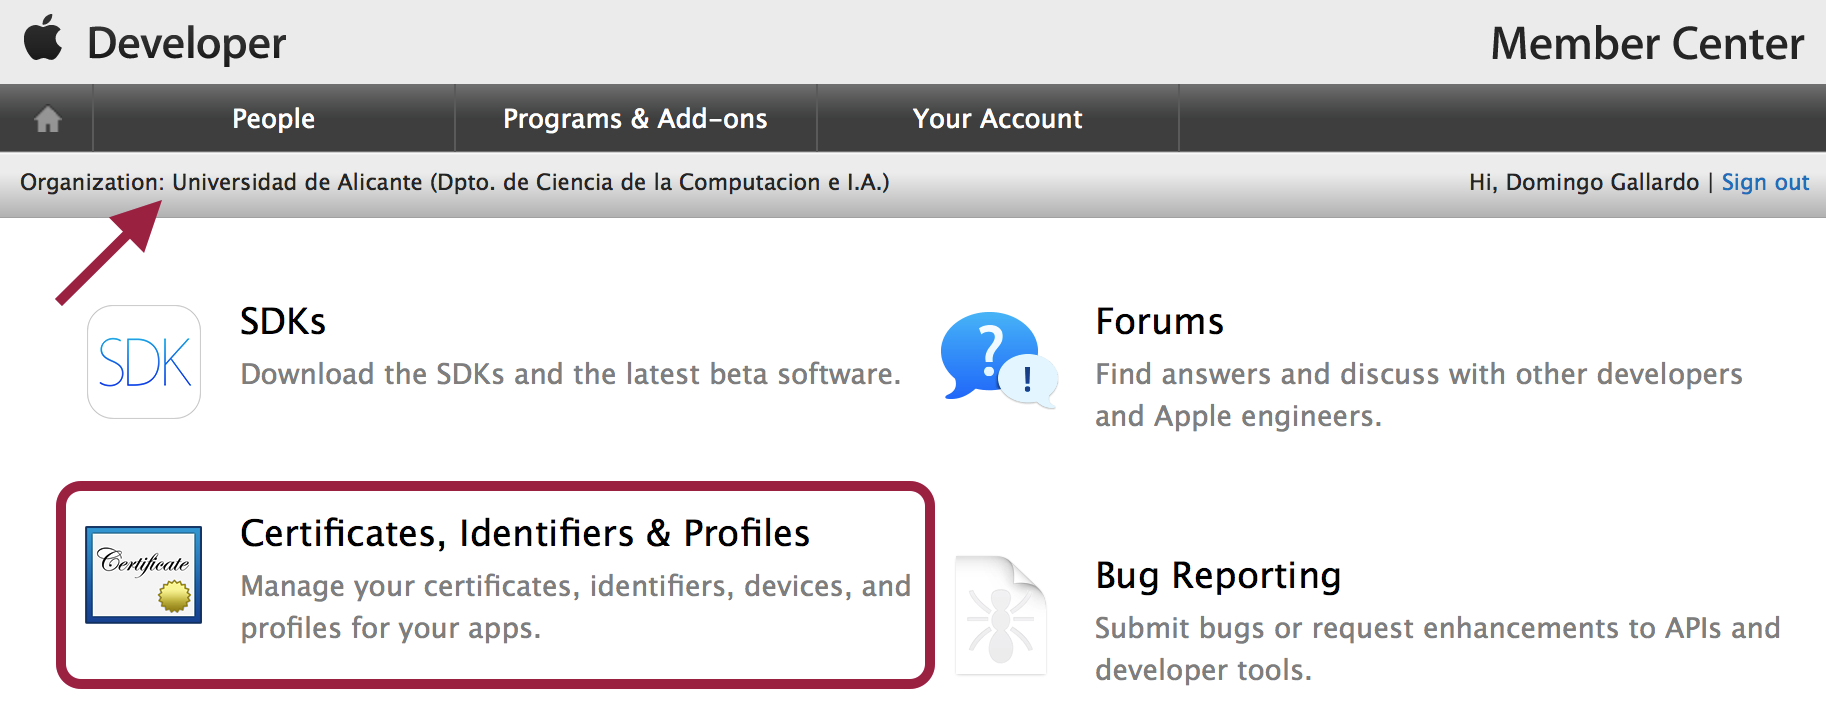 Developer
Member Center
People
Programs & Add-ons
Your Account
Organization: Universidad de Alicante (Dpto. de Ciencia de la Computacion e I.A.)
Hi, Domingo Gallardo | Sign out
SDK
SDKs
Download the SDKs and the latest beta software.
?
!
Forums
Find answers and discuss with other developers
and Apple engineers.
Certificate
Certificates, Identifiers & Profiles
Manage your certificates, identifiers, devices, and
profiles for your apps.
Bug Reporting
Submit bugs or request enhancements to APIs and
developer tools.